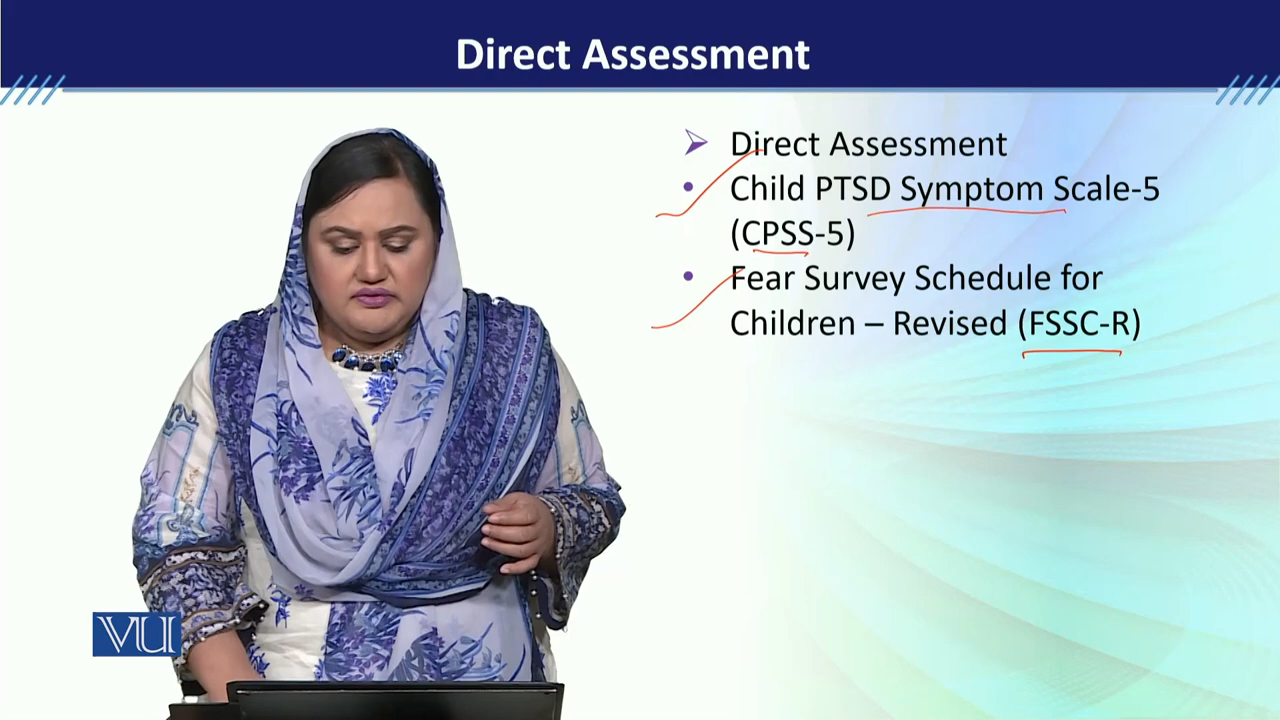 Direct Assessment
Direct Assessment
Child PTSD Symptom Scale-5
(CPSS-5)
Fear Survey Schedule for
Children – Revised (FSSC-R)
VU